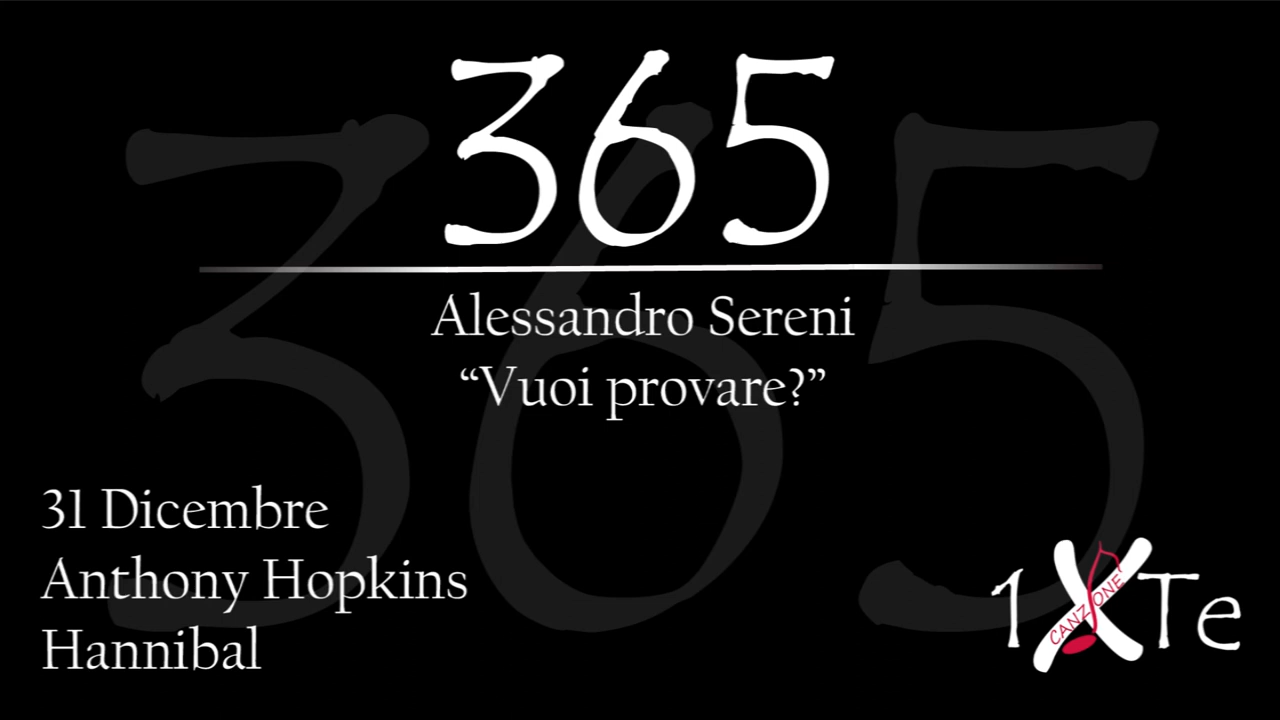 365
Alessandro Sereni
“Vuoi provare?”
31 Dicembre
Anthony Hopkins
Hannibal
1 X Te
CANZONE